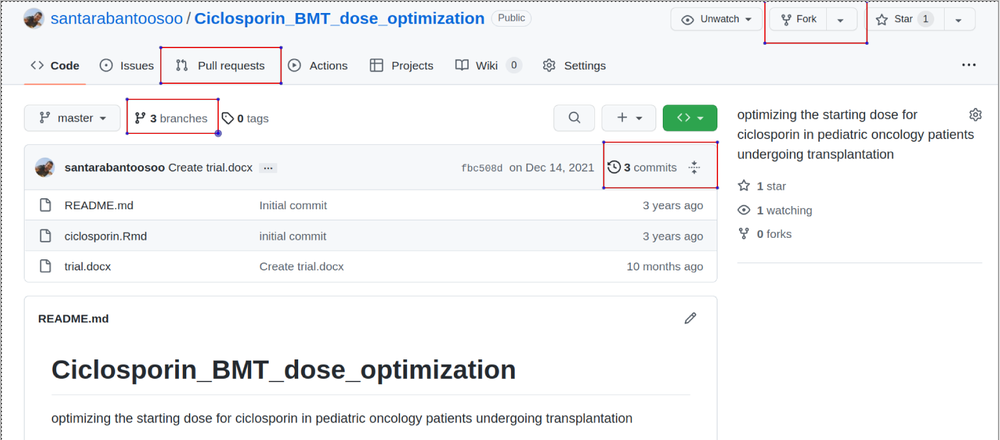 santarabantoosoo / Ciclosporin_BMT_dose_optimization Public Unwatch Fork Star 1
Code Issues Pull requests Actions Projects Wiki 0 Settings ...
master 3 branches 0 tags
santarabantoosoo Create trial.docx ... fbc508d on Dec 14, 2021 3 commits
README.md Initial commit 3 years ago
ciclosporin.Rmd initial commit 3 years ago
trial.docx Create trial.docx 10 months ago
optimizing the starting dose for
ciclosporin in pediatric oncology patients
undergoing transplantation
1 star
1 watching
0 forks
README.md
Ciclosporin_BMT_dose_optimization
optimizing the starting dose for ciclosporin in pediatric oncology patients undergoing transplantation